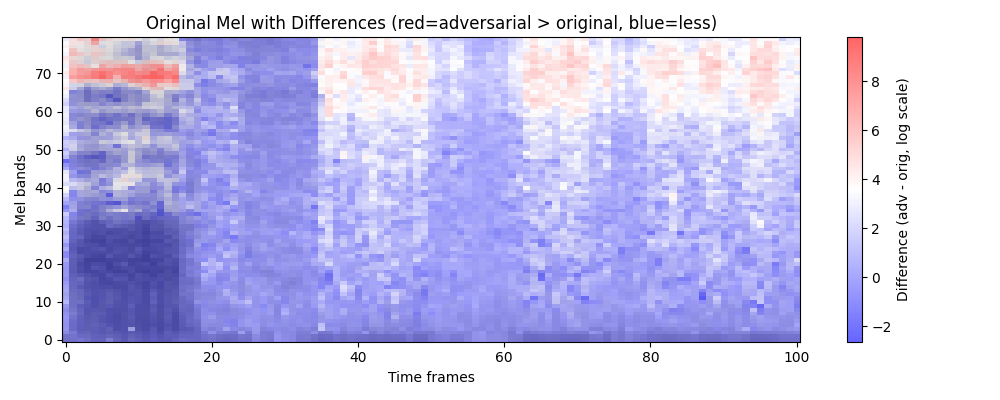 Original Mel with Differences (red=adversarial > original, blue=less)
Mel bands
70
60
50
40
30
20
10
0
0 20 40 60 80 100
Time frames
8
6
4
2
0
−2
Difference (adv - orig, log scale)